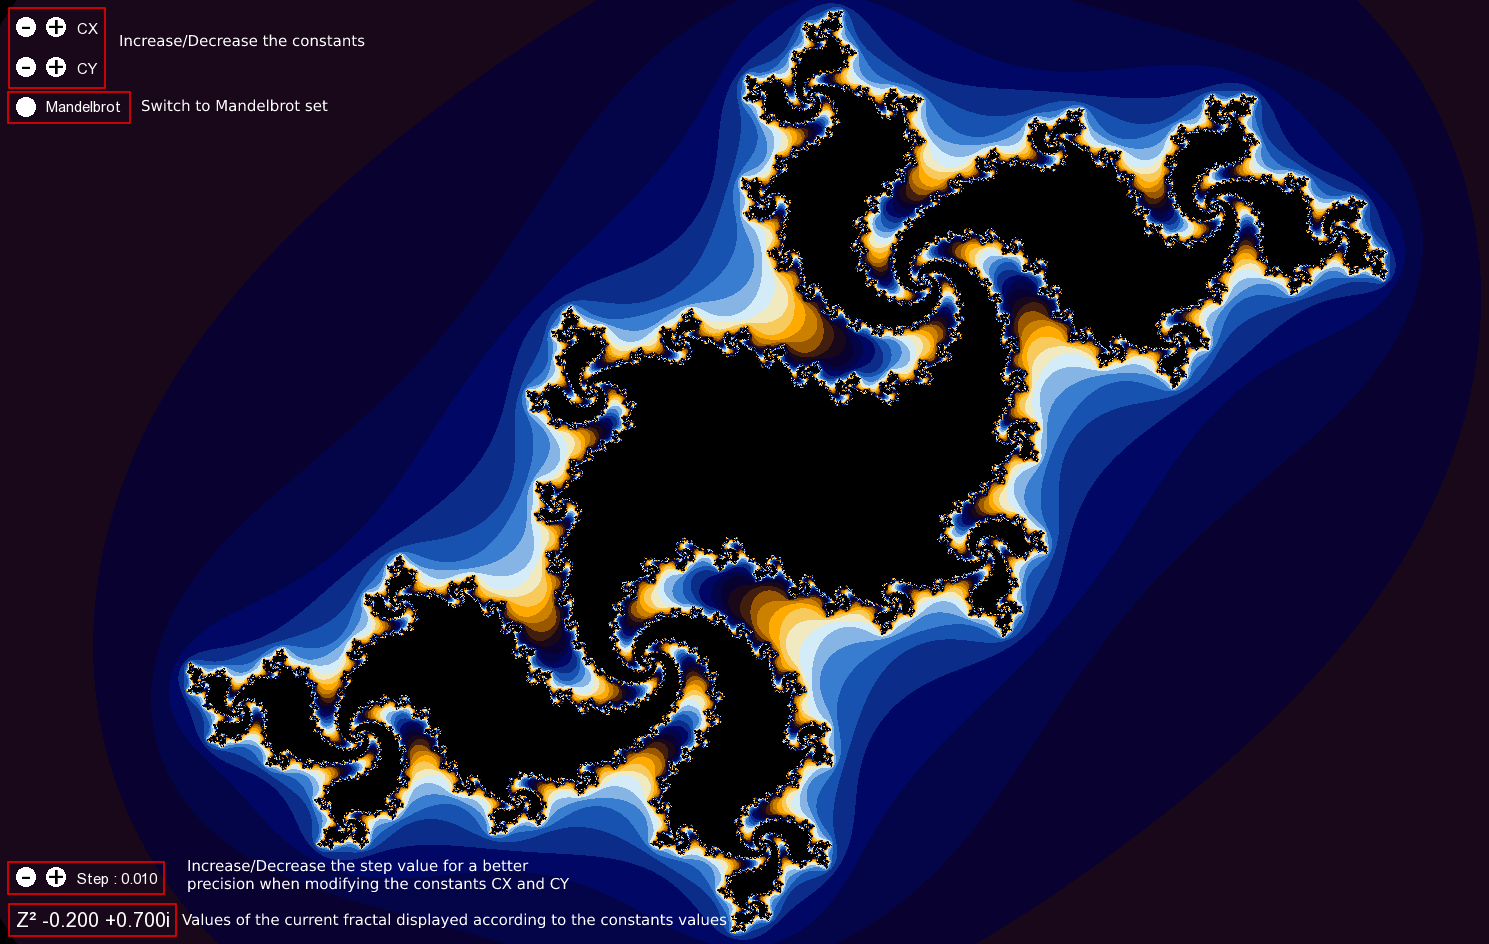 CX
Increase/Decrease the constants
CY
Mandelbrot
Switch to Mandelbrot set
Step : 0.010
Increase/Decrease the step value for a better
precision when modifying the constants CX and CY
Z² -0.200 +0.700i
Values of the current fractal displayed according to the constants values